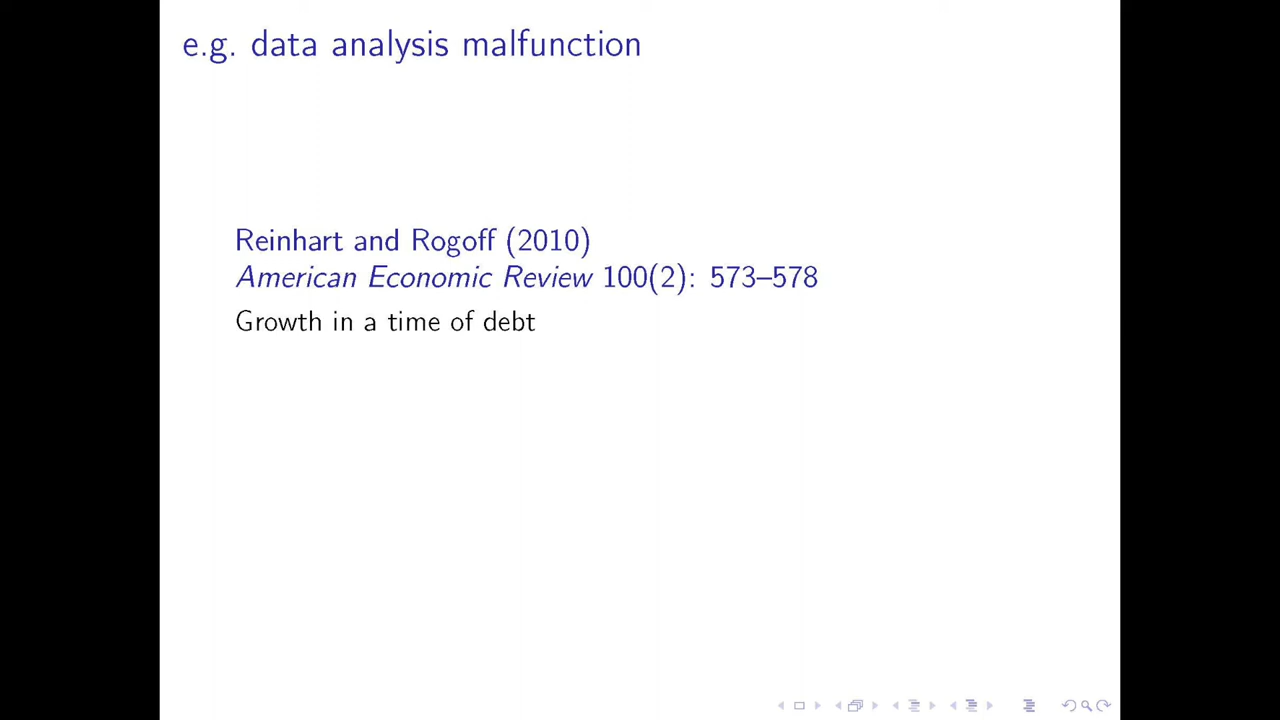 e.g. data analysis malfunction
Reinhart and Rogoff (2010)
American Economic Review 100(2): 573–578
Growth in a time of debt